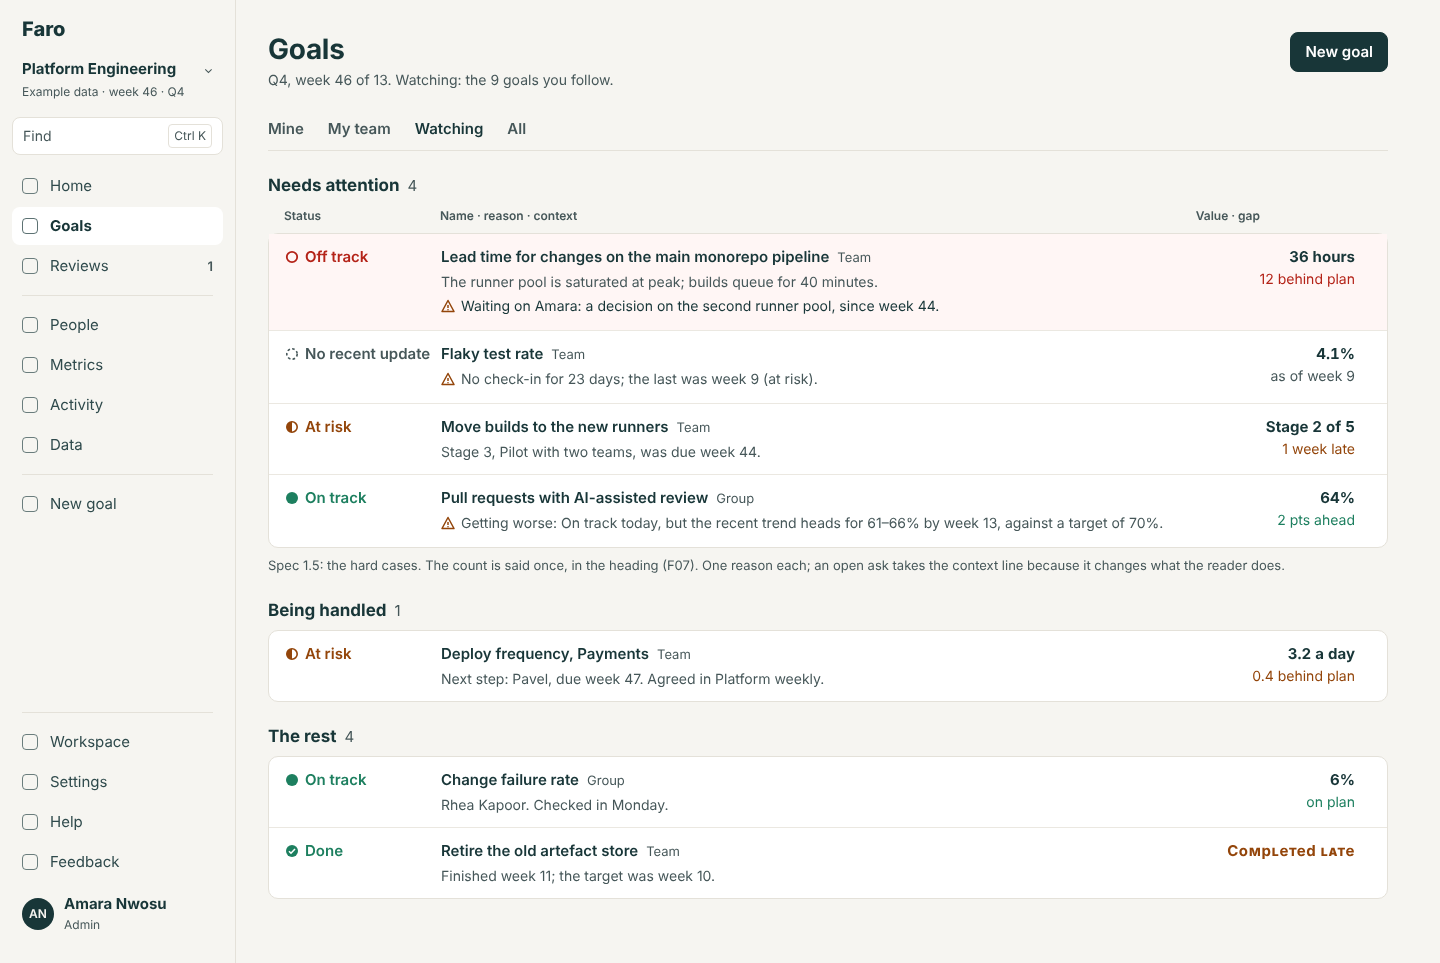 Faro
Platform Engineering
Example data · week 46 · Q4
Find
Ctrl K
Home
Goals
Reviews
1
People
Metrics
Activity
Data
New goal
Workspace
Settings
Help
Feedback
AN
Amara Nwosu
Admin
Goals
New goal
Q4, week 46 of 13. Watching: the 9 goals you follow.
Mine
My team
Watching
All
Needs attention 4
Status
Name · reason · context
Value · gap
Off track
Lead time for changes on the main monorepo pipeline Team
36 hours
The runner pool is saturated at peak; builds queue for 40 minutes.
12 behind plan
Waiting on Amara: a decision on the second runner pool, since week 44.
No recent update
Flaky test rate Team
4.1%
No check-in for 23 days; the last was week 9 (at risk).
as of week 9
At risk
Move builds to the new runners Team
Stage 2 of 5
Stage 3, Pilot with two teams, was due week 44.
1 week late
On track
Pull requests with AI-assisted review Group
64%
Getting worse: On track today, but the recent trend heads for 61–66% by week 13, against a target of 70%.
2 pts ahead
Spec 1.5: the hard cases. The count is said once, in the heading (F07). One reason each; an open ask takes the context line because it changes what the reader does.
Being handled 1
At risk
Deploy frequency, Payments Team
3.2 a day
Next step: Pavel, due week 47. Agreed in Platform weekly.
0.4 behind plan
The rest 4
On track
Change failure rate Group
6%
Rhea Kapoor. Checked in Monday.
on plan
Done
Retire the old artefact store Team
Completed late
Finished week 11; the target was week 10.